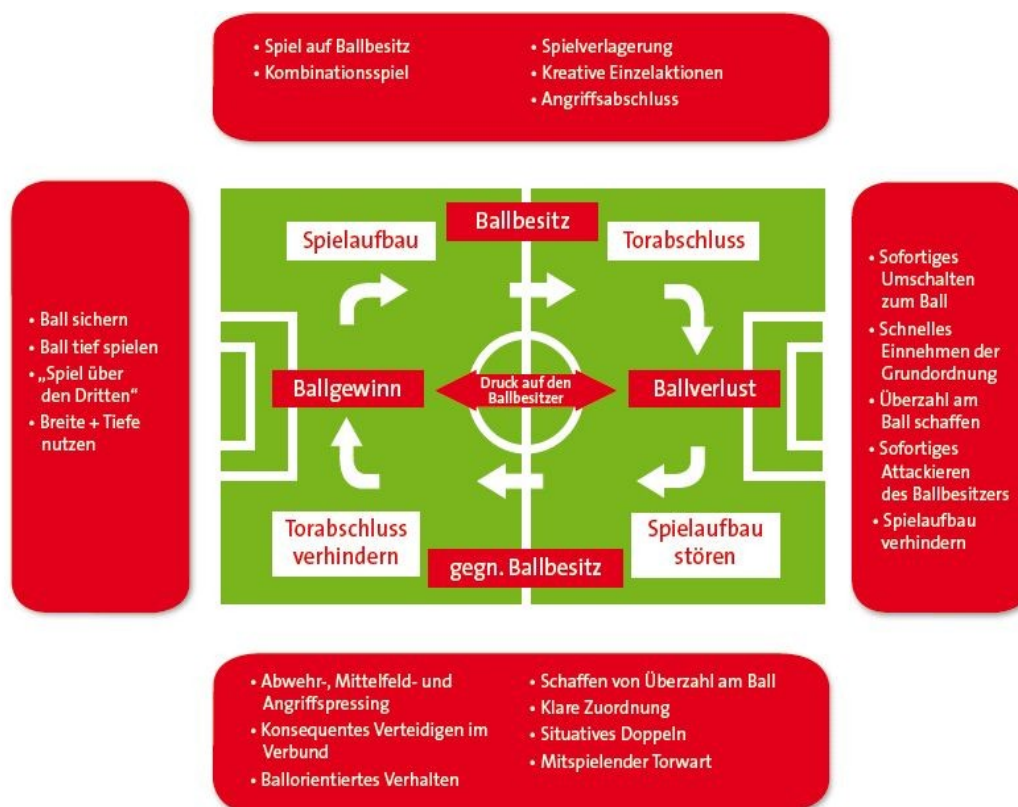 • Spiel auf Ballbesitz
• Kombinationsspiel
• Spielverlagerung
• Kreative Einzelaktionen
• Angriffsabschluss
• Ball sichern
• Ball tief spielen
• „Spiel über
den Dritten“
• Breite + Tiefe
nutzen
Spielaufbau
Ballbesitz
Torabschluss
Ballgewinn
Druck auf den
Ballbesitzer
Ballverlust
Torabschluss
verhindern
gegn. Ballbesitz
Spielaufbau
stören
• Sofortiges
Umschalten
zum Ball
• Schnelles
Einnehmen der
Grundordnung
• Überzahl am
Ball schaffen
• Sofortiges
Attackieren
des Ballbesitzers
• Spielaufbau
verhindern
• Abwehr-, Mittelfeld- und
Angriffspressing
• Konsequentes Verteidigen im
Verbund
• Ballorientiertes Verhalten
• Schaffen von Überzahl am Ball
• Klare Zuordnung
• Situatives Doppeln
• Mitspielender Torwart